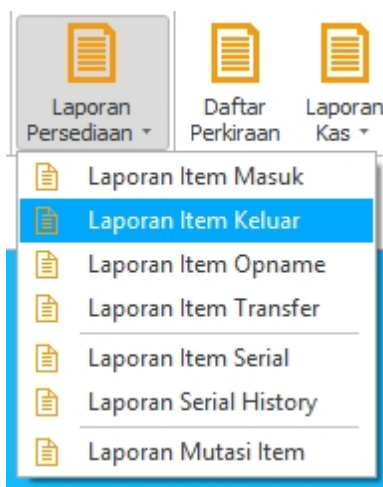 Laporan
Persediaan
Daftar
Perkiraan
Laporan
Kas
Laporan Item Masuk
Laporan Item Keluar
Laporan Item Opname
Laporan Item Transfer
Laporan Item Serial
Laporan Serial History
Laporan Mutasi Item